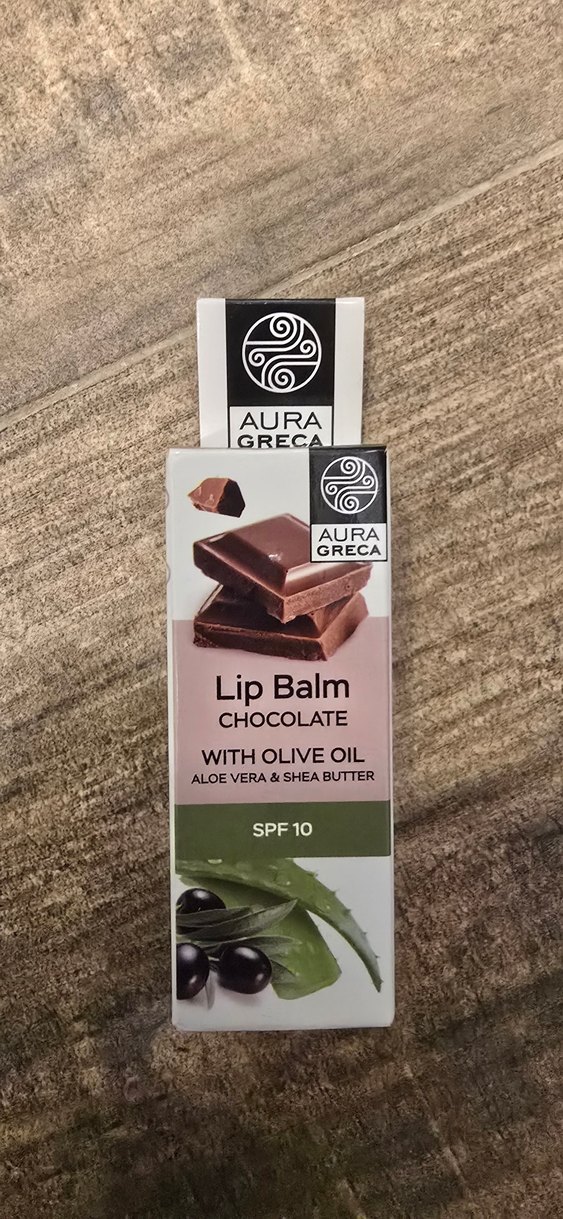 AURA
GRECA
AURA
GRECA
Lip Balm
CHOCOLATE
WITH OLIVE OIL
ALOE VERA & SHEA BUTTER
SPF 10